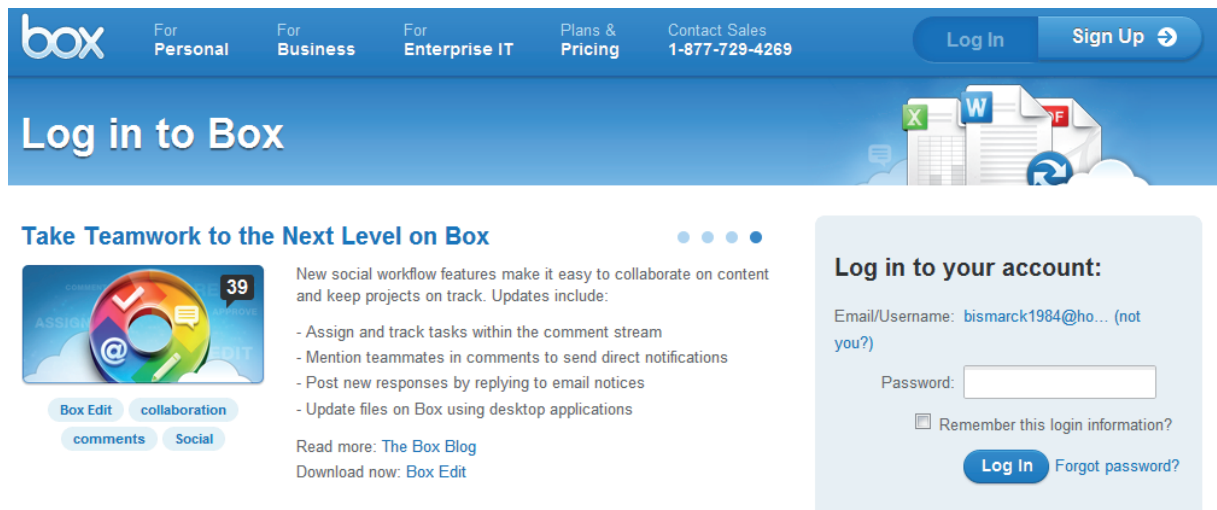 box
For
Personal
For
Business
For
Enterprise IT
Plans &
Pricing
Contact Sales
1-877-729-4269
Log In
Sign Up
Log in to Box
X
W
DF
Take Teamwork to the Next Level on Box
39
ASSIGN
APPROVE
EDIT
@
Box Edit
collaboration
comments
Social
New social workflow features make it easy to collaborate on content
and keep projects on track. Updates include:
- Assign and track tasks within the comment stream
- Mention teammates in comments to send direct notifications
- Post new responses by replying to email notices
- Update files on Box using desktop applications
Read more: The Box Blog
Download now: Box Edit
Log in to your account:
Email/Username: bismarck1984@ho... (not
you?)
Password:
Remember this login information?
Log In
Forgot password?